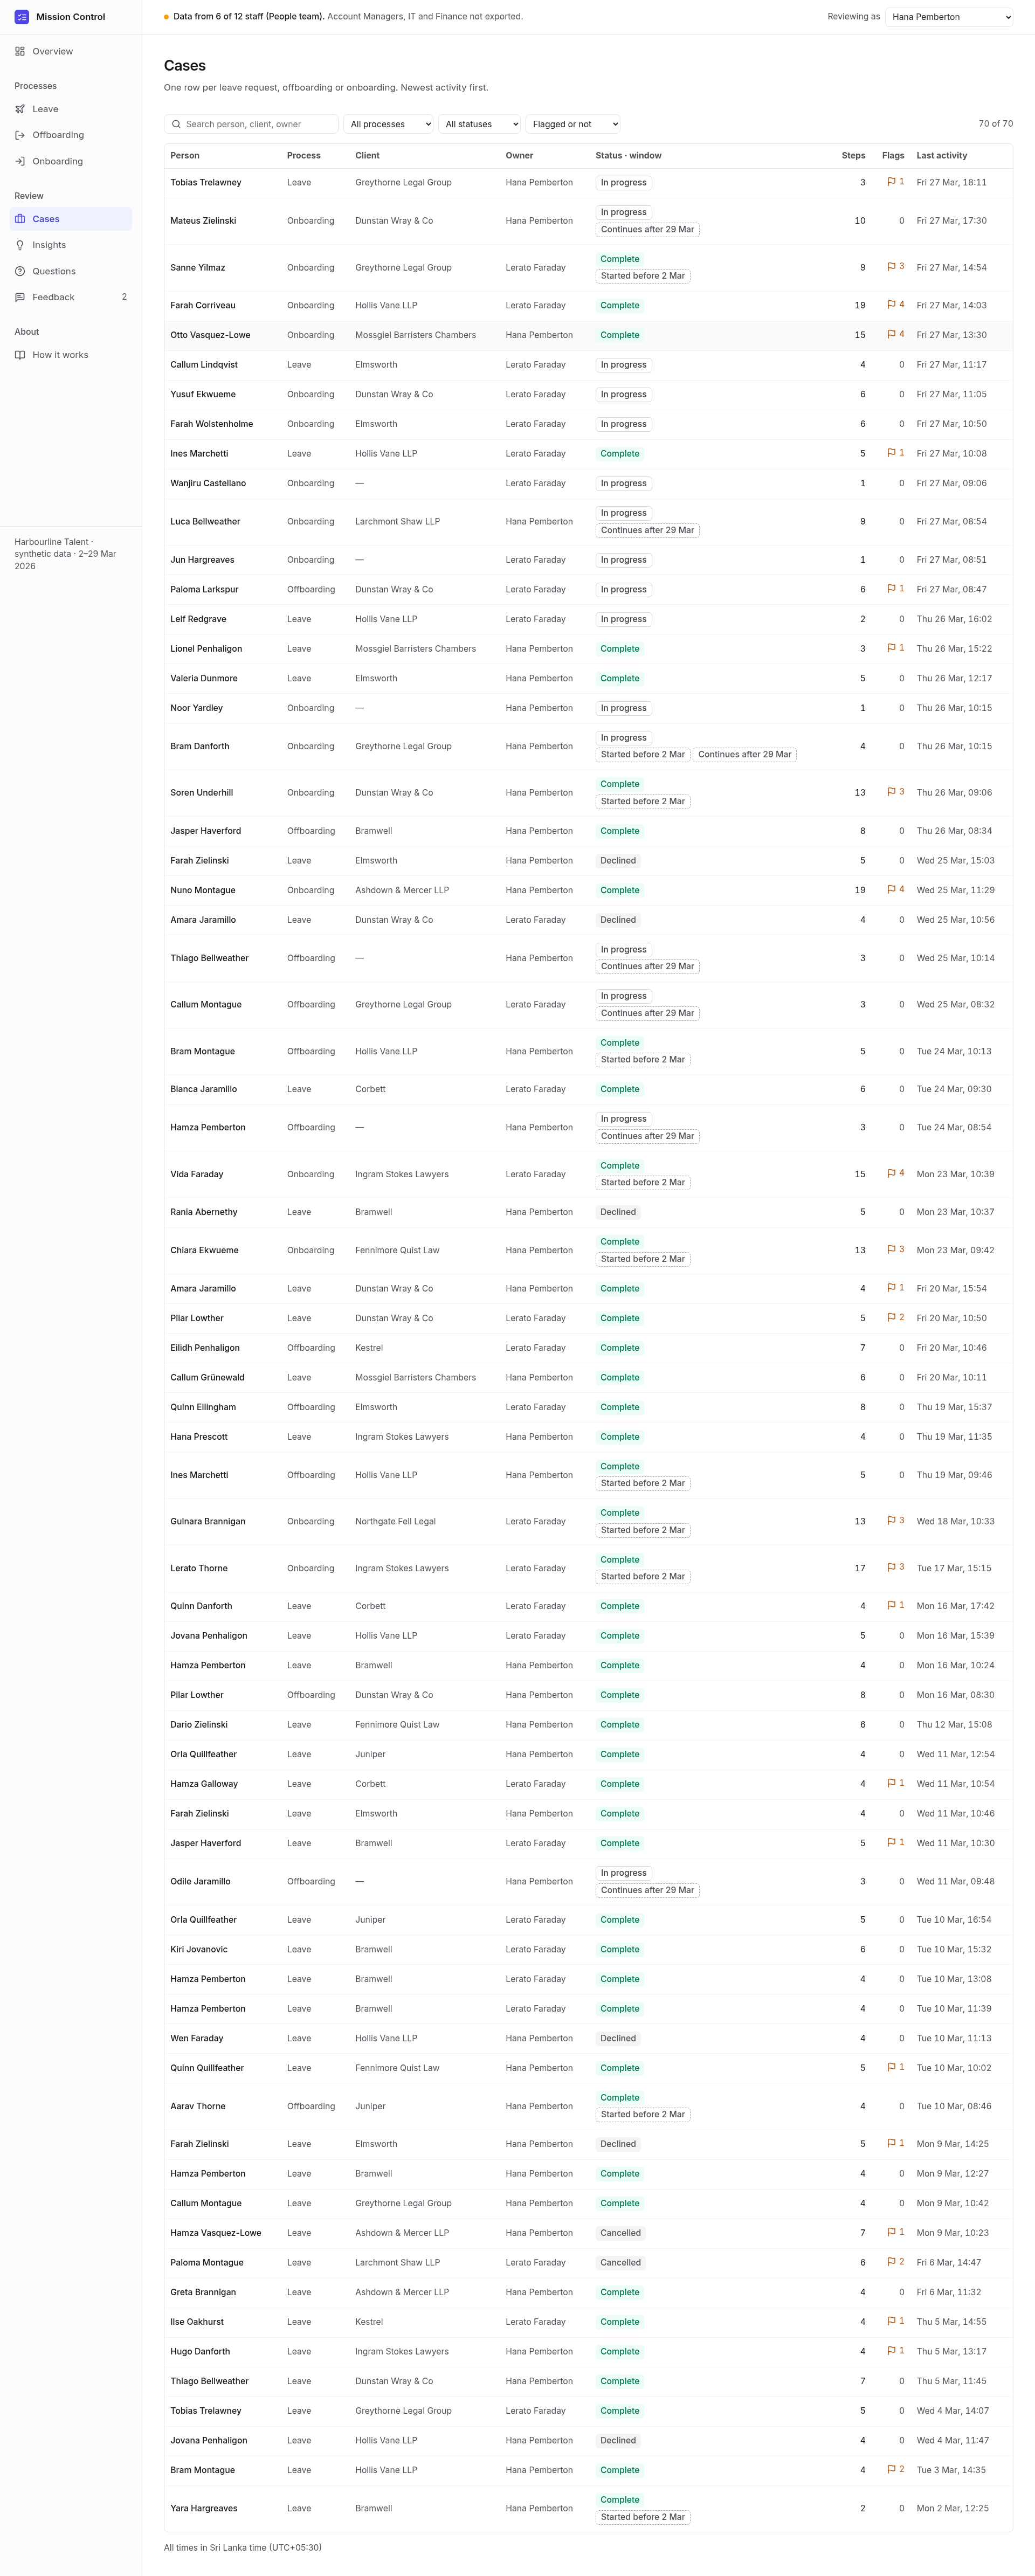 Mission Control
Data from 6 of 12 staff (People team). Account Managers, IT and Finance not exported.
Reviewing as Hana Pemberton
Overview
Processes
Leave
Offboarding
Onboarding
Review
Cases
Insights
Questions
Feedback 2
About
How it works
Harbourline Talent ·
synthetic data · 2–29 Mar
2026
Cases
One row per leave request, offboarding or onboarding. Newest activity first.
Search person, client, owner All processes All statuses Flagged or not 70 of 70
Person Process Client Owner Status · window Steps Flags Last activity
Tobias Trelawney Leave Greythorne Legal Group Hana Pemberton In progress 3 1 Fri 27 Mar, 18:11
Mateus Zielinski Onboarding Dunstan Wray & Co Hana Pemberton In progress Continues after 29 Mar 10 0 Fri 27 Mar, 17:30
Sanne Yilmaz Onboarding Greythorne Legal Group Lerato Faraday Complete Started before 2 Mar 9 3 Fri 27 Mar, 14:54
Farah Corriveau Onboarding Hollis Vane LLP Lerato Faraday Complete 19 4 Fri 27 Mar, 14:03
Otto Vasquez-Lowe Onboarding Mossgiel Barristers Chambers Hana Pemberton Complete 15 4 Fri 27 Mar, 13:30
Callum Lindqvist Leave Elmsworth Lerato Faraday In progress 4 0 Fri 27 Mar, 11:17
Yusuf Ekwueme Onboarding Dunstan Wray & Co Lerato Faraday In progress 6 0 Fri 27 Mar, 11:05
Farah Wolstenholme Onboarding Elmsworth Lerato Faraday In progress 6 0 Fri 27 Mar, 10:50
Ines Marchetti Leave Hollis Vane LLP Lerato Faraday Complete 5 1 Fri 27 Mar, 10:08
Wanjiru Castellano Onboarding — Lerato Faraday In progress 1 0 Fri 27 Mar, 09:06
Luca Bellweather Onboarding Larchmont Shaw LLP Hana Pemberton In progress Continues after 29 Mar 9 0 Fri 27 Mar, 08:54
Jun Hargreaves Onboarding — Lerato Faraday In progress 1 0 Fri 27 Mar, 08:51
Paloma Larkspur Offboarding Dunstan Wray & Co Lerato Faraday In progress 6 1 Fri 27 Mar, 08:47
Leif Redgrave Leave Hollis Vane LLP Lerato Faraday In progress 2 0 Thu 26 Mar, 16:02
Lionel Penhaligon Leave Mossgiel Barristers Chambers Hana Pemberton Complete 3 1 Thu 26 Mar, 15:22
Valeria Dunmore Leave Elmsworth Hana Pemberton Complete 5 0 Thu 26 Mar, 12:17
Noor Yardley Onboarding — Hana Pemberton In progress 1 0 Thu 26 Mar, 10:15
Bram Danforth Onboarding Greythorne Legal Group Hana Pemberton In progress Started before 2 Mar Continues after 29 Mar 4 0 Thu 26 Mar, 10:15
Soren Underhill Onboarding Dunstan Wray & Co Hana Pemberton Complete Started before 2 Mar 13 3 Thu 26 Mar, 09:06
Jasper Haverford Offboarding Bramwell Hana Pemberton Complete 8 0 Thu 26 Mar, 08:34
Farah Zielinski Leave Elmsworth Hana Pemberton Declined 5 0 Wed 25 Mar, 15:03
Nuno Montague Onboarding Ashdown & Mercer LLP Hana Pemberton Complete 19 4 Wed 25 Mar, 11:29
Amara Jaramillo Leave Dunstan Wray & Co Lerato Faraday Declined 4 0 Wed 25 Mar, 10:56
Thiago Bellweather Offboarding — Hana Pemberton In progress Continues after 29 Mar 3 0 Wed 25 Mar, 10:14
Callum Montague Offboarding Greythorne Legal Group Lerato Faraday In progress Continues after 29 Mar 3 0 Wed 25 Mar, 08:32
Bram Montague Offboarding Hollis Vane LLP Hana Pemberton Complete Started before 2 Mar 5 0 Tue 24 Mar, 10:13
Bianca Jaramillo Leave Corbett Lerato Faraday Complete 6 0 Tue 24 Mar, 09:30
Hamza Pemberton Offboarding — Hana Pemberton In progress Continues after 29 Mar 3 0 Tue 24 Mar, 08:54
Vida Faraday Onboarding Ingram Stokes Lawyers Lerato Faraday Complete Started before 2 Mar 15 4 Mon 23 Mar, 10:39
Rania Abernethy Leave Bramwell Hana Pemberton Declined 5 0 Mon 23 Mar, 10:37
Chiara Ekwueme Onboarding Fennimore Quist Law Hana Pemberton Complete Started before 2 Mar 13 3 Mon 23 Mar, 09:42
Amara Jaramillo Leave Dunstan Wray & Co Hana Pemberton Complete 4 1 Fri 20 Mar, 15:54
Pilar Lowther Leave Dunstan Wray & Co Lerato Faraday Complete 5 2 Fri 20 Mar, 10:50
Eilidh Penhaligon Offboarding Kestrel Lerato Faraday Complete 7 0 Fri 20 Mar, 10:46
Callum Grünewald Leave Mossgiel Barristers Chambers Hana Pemberton Complete 6 0 Fri 20 Mar, 10:11
Quinn Ellingham Offboarding Elmsworth Hana Pemberton Complete 8 0 Thu 19 Mar, 15:37
Hana Prescott Leave Ingram Stokes Lawyers Lerato Faraday Complete 4 0 Thu 19 Mar, 11:35
Ines Marchetti Offboarding Hollis Vane LLP Hana Pemberton Complete Started before 2 Mar 5 0 Thu 19 Mar, 09:46
Gulnara Brannigan Onboarding Northgate Fell Legal Lerato Faraday Complete Started before 2 Mar 13 3 Wed 18 Mar, 10:33
Lerato Thorne Onboarding Ingram Stokes Lawyers Lerato Faraday Complete Started before 2 Mar 17 3 Tue 17 Mar, 15:15
Quinn Danforth Leave Corbett Lerato Faraday Complete 4 1 Mon 16 Mar, 17:42
Jovana Penhaligon Leave Hollis Vane LLP Lerato Faraday Complete 5 0 Mon 16 Mar, 15:39
Hamza Pemberton Leave Bramwell Hana Pemberton Complete 4 0 Mon 16 Mar, 10:24
Pilar Lowther Offboarding Dunstan Wray & Co Hana Pemberton Complete 8 0 Mon 16 Mar, 08:30
Dario Zielinski Leave Fennimore Quist Law Hana Pemberton Complete 6 0 Thu 12 Mar, 15:08
Orla Quillfeather Leave Juniper Hana Pemberton Complete 4 0 Wed 11 Mar, 12:54
Hamza Galloway Leave Corbett Lerato Faraday Complete 4 1 Wed 11 Mar, 10:54
Farah Zielinski Leave Elmsworth Hana Pemberton Complete 4 0 Wed 11 Mar, 10:46
Jasper Haverford Leave Bramwell Lerato Faraday Complete 5 1 Wed 11 Mar, 10:30
Odile Jaramillo Offboarding — Hana Pemberton In progress Continues after 29 Mar 3 0 Wed 11 Mar, 09:48
Orla Quillfeather Leave Juniper Lerato Faraday Complete 5 0 Tue 10 Mar, 16:54
Kiri Jovanovic Leave Bramwell Lerato Faraday Complete 6 0 Tue 10 Mar, 15:32
Hamza Pemberton Leave Bramwell Lerato Faraday Complete 4 0 Tue 10 Mar, 13:08
Hamza Pemberton Leave Bramwell Lerato Faraday Complete 4 0 Tue 10 Mar, 11:39
Wen Faraday Leave Hollis Vane LLP Hana Pemberton Declined 4 0 Tue 10 Mar, 11:13
Quinn Quillfeather Leave Fennimore Quist Law Hana Pemberton Complete 5 1 Tue 10 Mar, 10:02
Aarav Thorne Offboarding Juniper Hana Pemberton Complete Started before 2 Mar 4 0 Tue 10 Mar, 08:46
Farah Zielinski Leave Elmsworth Hana Pemberton Declined 5 1 Mon 9 Mar, 14:25
Hamza Pemberton Leave Bramwell Hana Pemberton Complete 4 0 Mon 9 Mar, 12:27
Callum Montague Leave Greythorne Legal Group Hana Pemberton Complete 4 0 Mon 9 Mar, 10:42
Hamza Vasquez-Lowe Leave Ashdown & Mercer LLP Hana Pemberton Cancelled 7 1 Mon 9 Mar, 10:23
Paloma Montague Leave Larchmont Shaw LLP Lerato Faraday Cancelled 6 2 Fri 6 Mar, 14:47
Greta Brannigan Leave Ashdown & Mercer LLP Hana Pemberton Complete 4 0 Fri 6 Mar, 11:32
Ilse Oakhurst Leave Kestrel Lerato Faraday Complete 4 1 Thu 5 Mar, 14:55
Hugo Danforth Leave Ingram Stokes Lawyers Hana Pemberton Complete 4 1 Thu 5 Mar, 13:17
Thiago Bellweather Leave Dunstan Wray & Co Hana Pemberton Complete 7 0 Thu 5 Mar, 11:45
Tobias Trelawney Leave Greythorne Legal Group Hana Pemberton Complete 5 0 Wed 4 Mar, 14:07
Jovana Penhaligon Leave Hollis Vane LLP Hana Pemberton Declined 4 0 Wed 4 Mar, 11:47
Bram Montague Leave Hollis Vane LLP Hana Pemberton Complete 4 2 Tue 3 Mar, 14:35
Yara Hargreaves Leave Bramwell Hana Pemberton Complete Started before 2 Mar 2 0 Mon 2 Mar, 12:25
All times in Sri Lanka time (UTC+05:30)